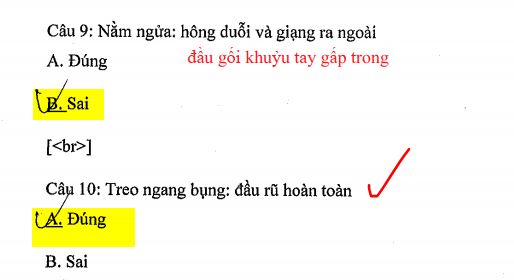 Câu 9: Nằm ngửa: hông duỗi và giạng ra ngoài
A. Đúng
đầu gối khuỷu tay gấp trong
B. Sai
[<br>]
Câu 10: Treo ngang bụng: đầu rũ hoàn toàn
A. Đúng
B. Sai